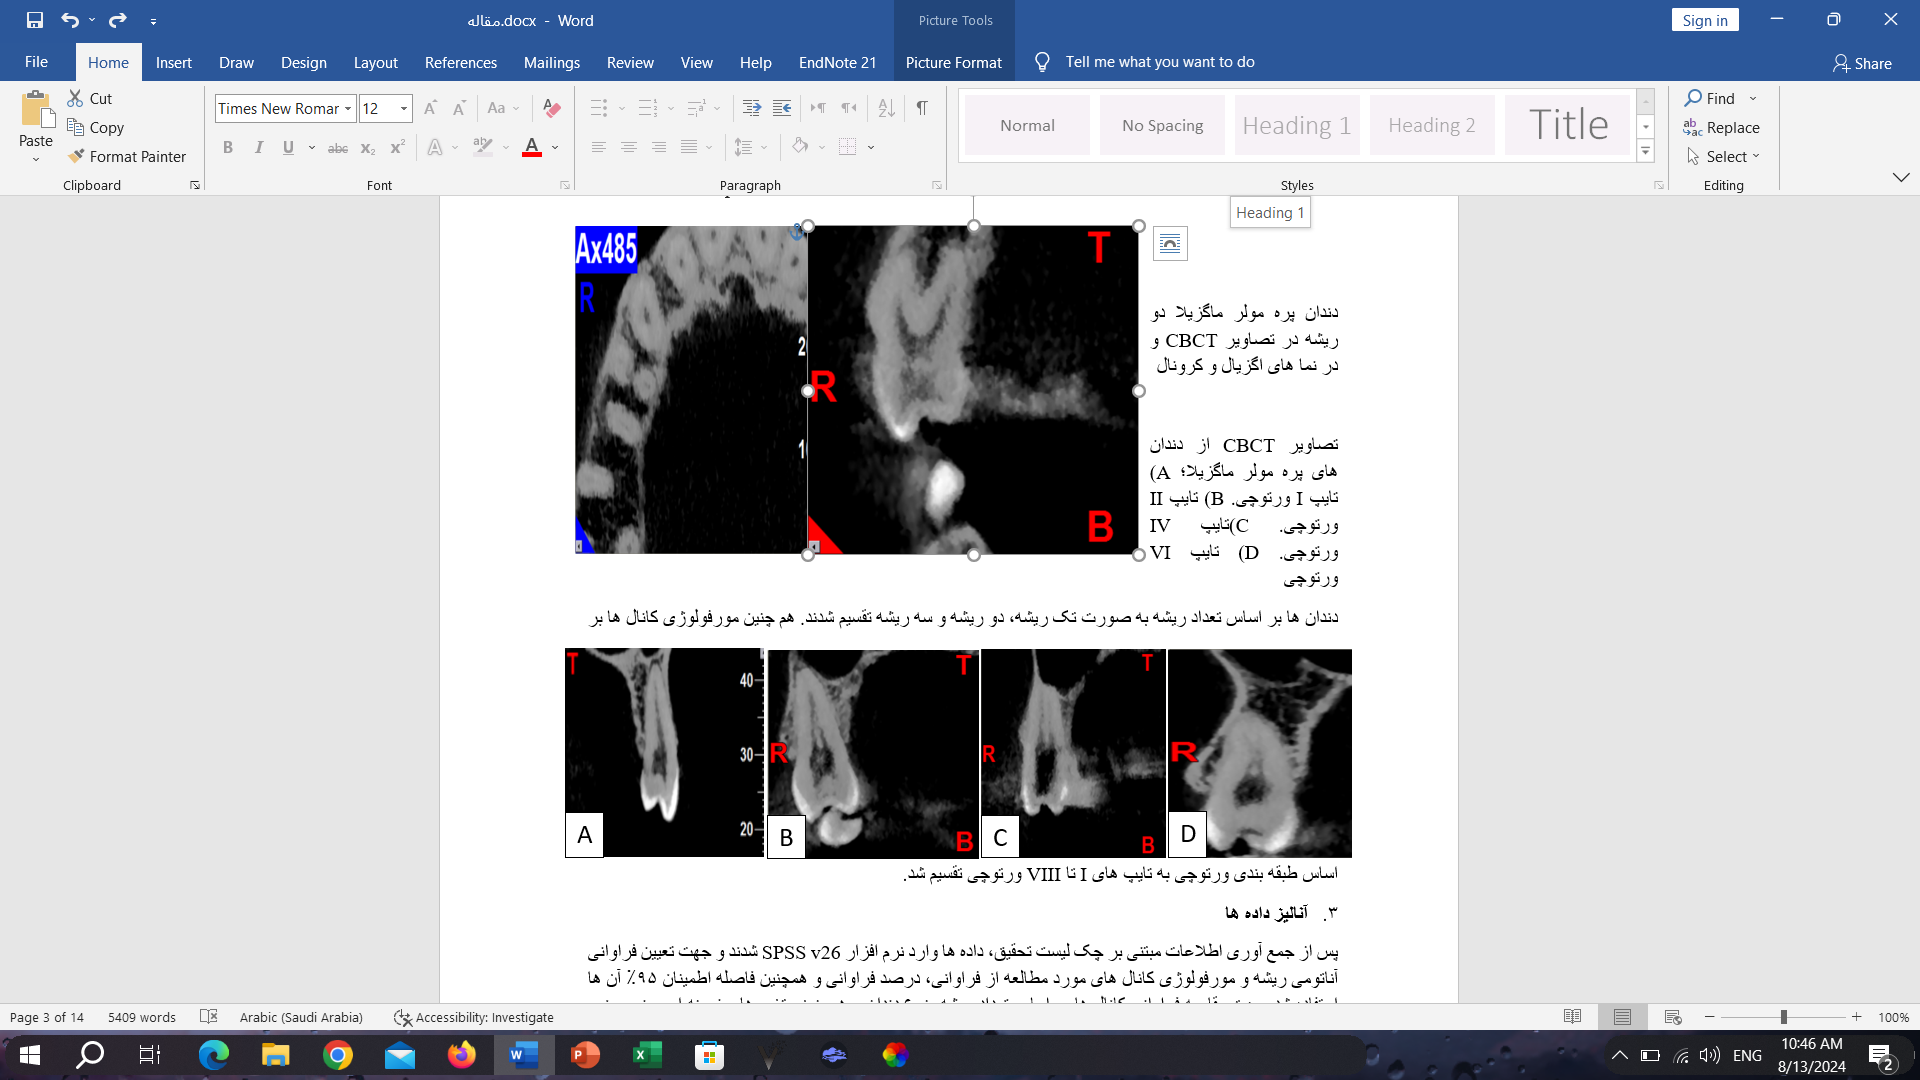 مقاله.docx - Word
Picture Tools
Sign in
File
Home
Insert
Draw
Design
Layout
References
Mailings
Review
View
Help
EndNote 21
Picture Format
Tell me what you want to do
Share
Paste
Cut
Copy
Format Painter
Clipboard
Times New Romar
12
Font
Paragraph
Normal
No Spacing
Heading 1
Heading 2
Title
Styles
Find
Replace
Select
Editing
Heading 1
Ax485
R
R
T
B
دندان پره مولر ماگزیلا دو
ریشه در تصاویر CBCT و
در نما های اگزیال و کرونال
تصاویر CBCT از دندان
های پره مولر ماگزیلا؛ A)
تایپ I ورتوچی. B) تایپ II
ورتوچی. C)تایپ IV
ورتوچی. D) تایپ VI
ورتوچی
دندان ها بر اساس تعداد ریشه به صورت تک ریشه، دو ریشه و سه ریشه تقسیم شدند. هم چنین مورفولوژی کانال ها بر
T
40
30
20
A
T
R
B
B
T
R
B
C
R
D
اساس طبقه بندی ورتوچی به تایپ های I تا VIII ورتوچی تقسیم شد.
۳. آنالیز داده ها
پس از جمع آوری اطلاعات مبتنی بر چک لیست تحقیق، داده ها وارد نرم افزار SPSS v26 شدند و جهت تعیین فراوانی
آناتومی ریشه و مورفولوژی کانال های مورد مطالعه از فراوانی، درصد فراوانی و همچنین فاصله اطمینان ۹۵٪ آن ها
Page 3 of 14
5409 words
Arabic (Saudi Arabia)
Accessibility: Investigate
100%
ENG
10:46 AM
8/13/2024
2